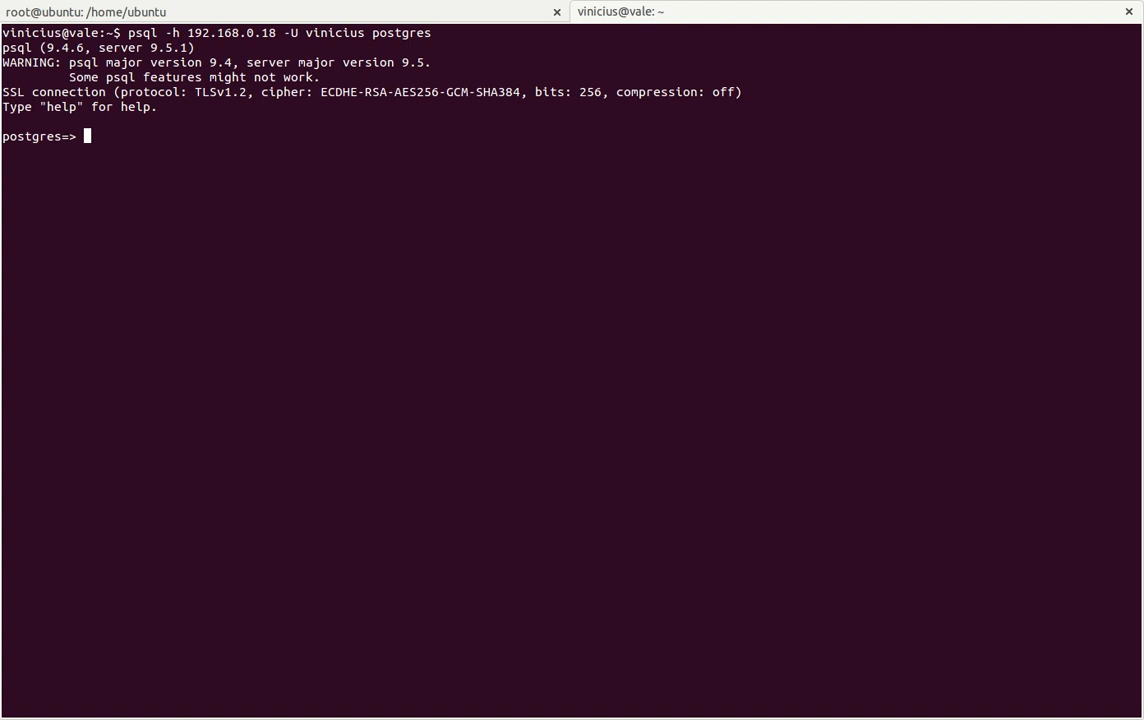 root@ubuntu: /home/ubuntu × vinicius@vale: ~ ×
vinicius@vale:~$ psql -h 192.168.0.18 -U vinicius postgres
psql (9.4.6, server 9.5.1)
WARNING: psql major version 9.4, server major version 9.5.
         Some psql features might not work.
SSL connection (protocol: TLSv1.2, cipher: ECDHE-RSA-AES256-GCM-SHA384, bits: 256, compression: off)
Type "help" for help.
postgres=>